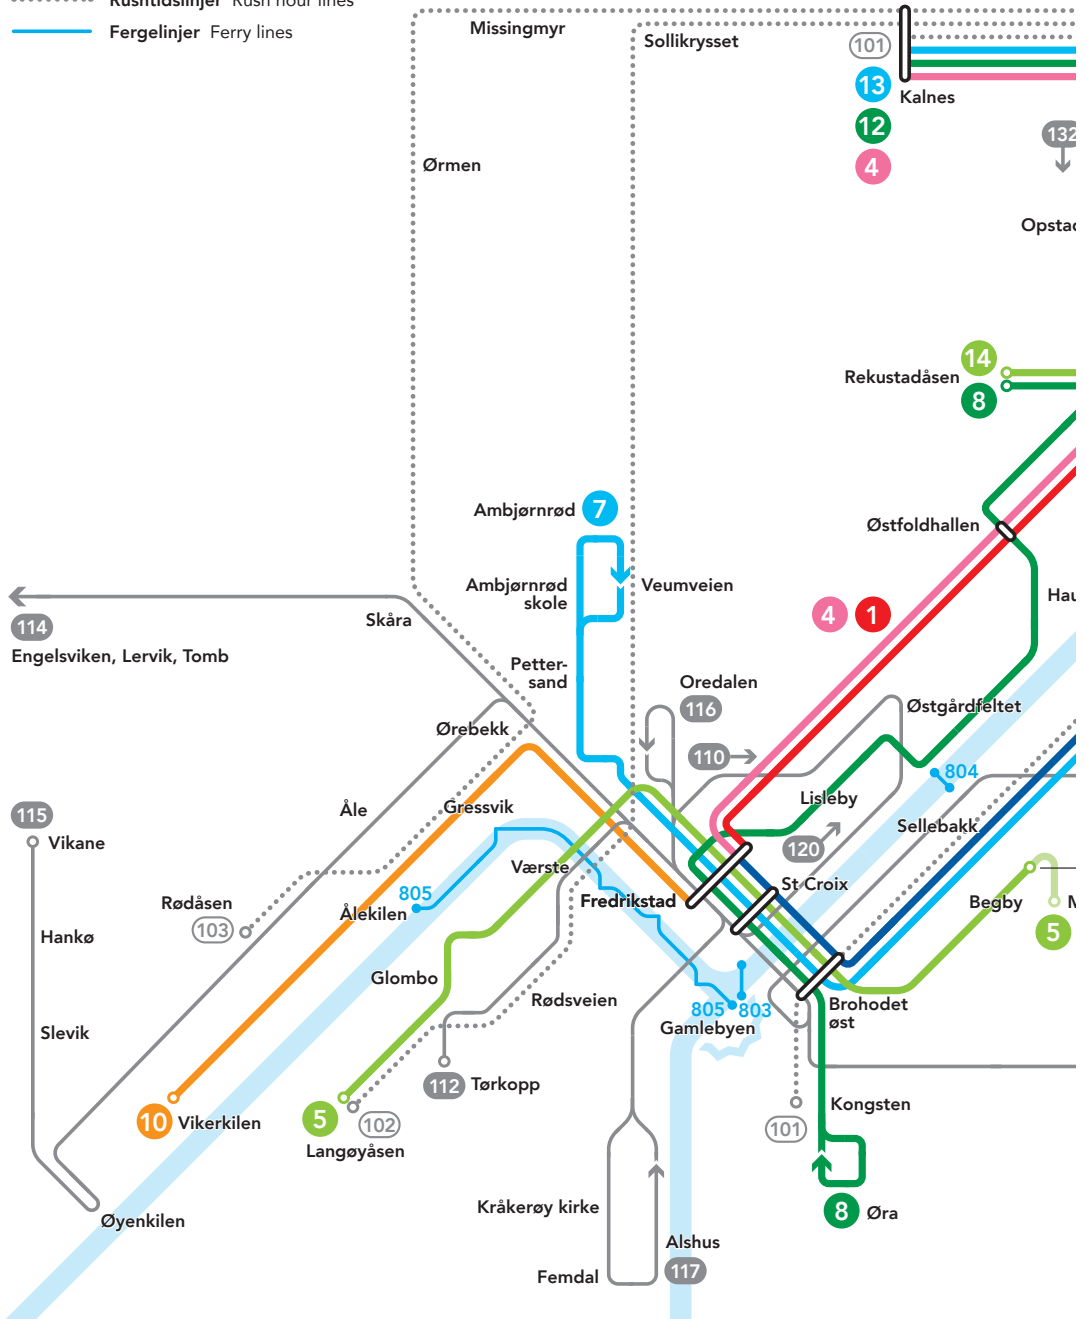 Rushtidslinjer Rush hour lines
Fergelinjer Ferry lines
Missingmyr
Sollikrysset
101
13
12
4
Kalnes
132
Ørmen
Rekustadåsen
14
8
Ambjørnrød
7
Østfoldhallen
Ambjørnrød
skole
Veumveien
4
1
Skåra
114
Engelsviken, Lervik, Tomb
Petter-
sand
Oredalen
116
Østgårdfeltet
Ørebekk
110
804
Åle
Gressvik
Lisleby
115
Vikane
120
Sellebakk
Værste
St Croix
805
Fredrikstad
Begby
Rødåsen
103
Ålekilen
5
Hankø
Glombo
Rødsveien
805
803
Brohodet
øst
Gamlebyen
Slevik
112
Tørkopp
Kongsten
10
Vikerkilen
5
102
101
Langøyåsen
Øyenkilen
Kråkerøy kirke
8
Øra
Alshus
117
Femdal